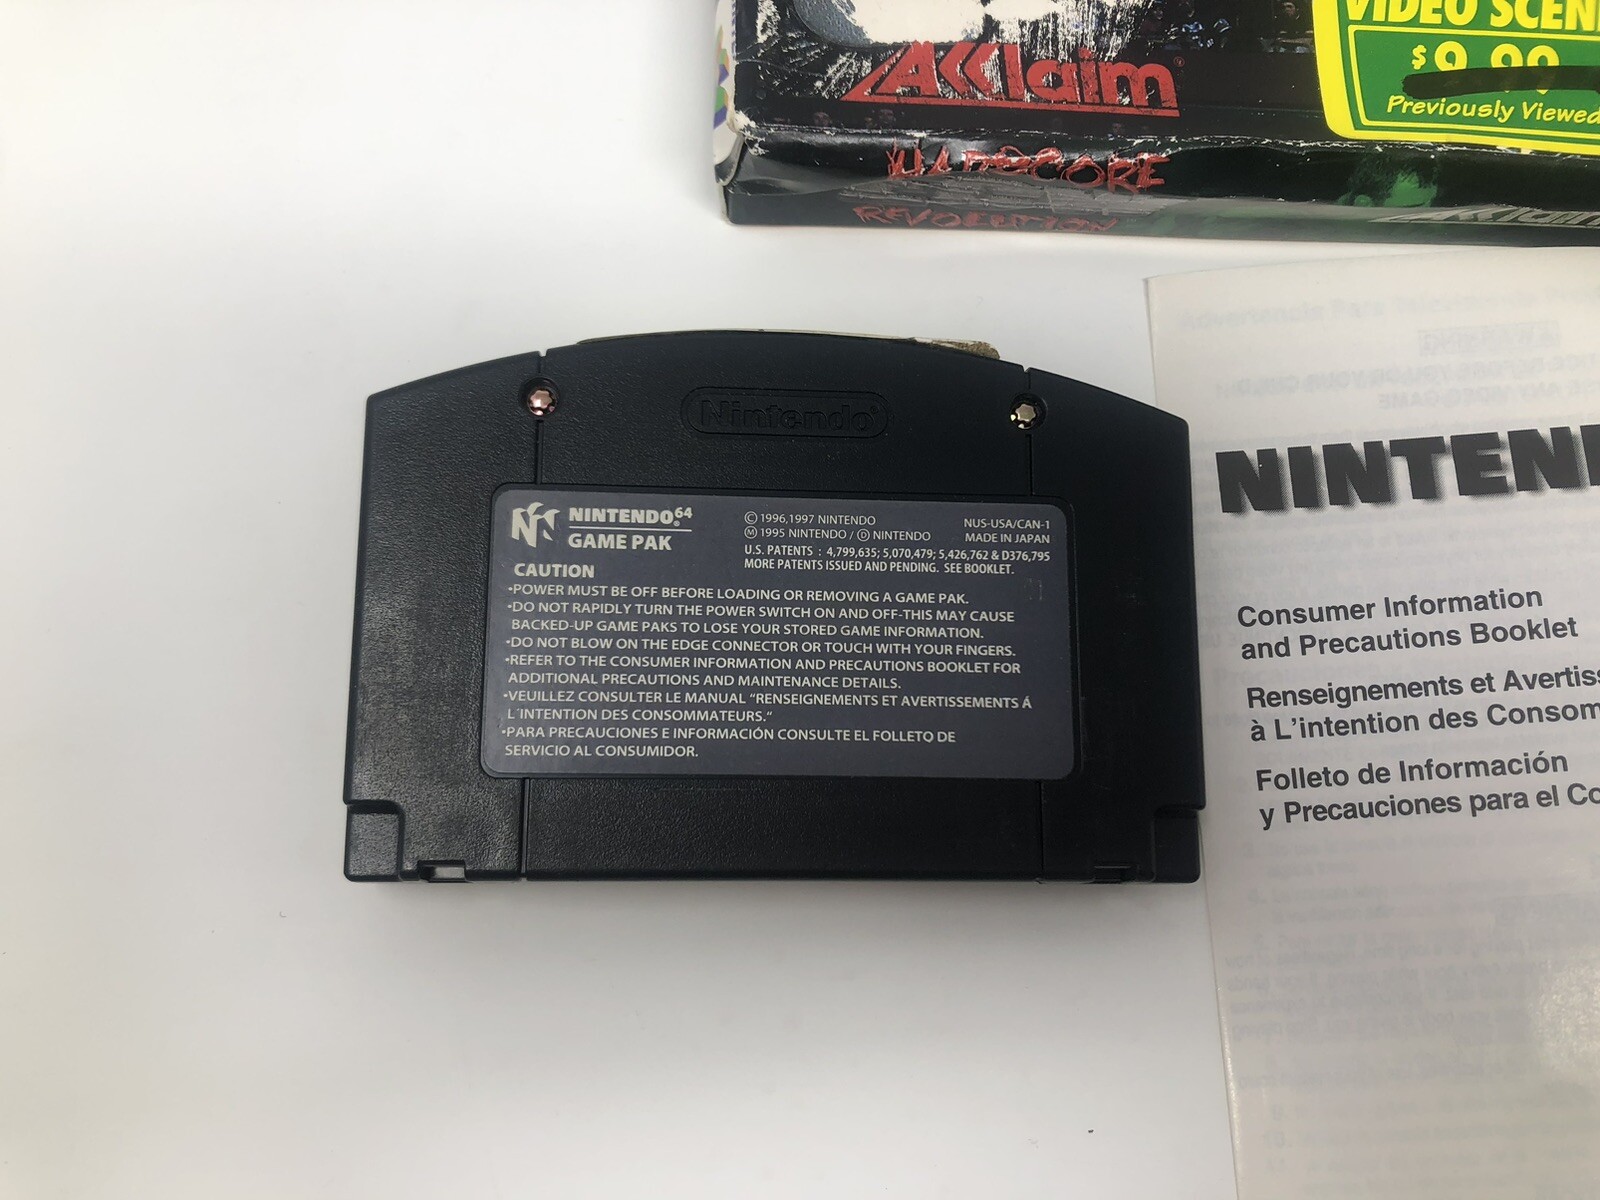 VIDEO
$9.99
Previously Viewed
Acclaim
HARDCORE
REVOLUTION
Acclaim
Nintendo
NINTENDO64
GAME PAK
© 1996,1997 NINTENDO
Ⓜ 1995 NINTENDO / Ⓓ NINTENDO
NUS-USA/CAN-1
MADE IN JAPAN
U.S. PATENTS : 4,799,635; 5,070,479; 5,426,762 & D376,795
MORE PATENTS ISSUED AND PENDING. SEE BOOKLET.
CAUTION
•POWER MUST BE OFF BEFORE LOADING OR REMOVING A GAME PAK.
•DO NOT RAPIDLY TURN THE POWER SWITCH ON AND OFF-THIS MAY CAUSE
BACKED-UP GAME PAKS TO LOSE YOUR STORED GAME INFORMATION.
•DO NOT BLOW ON THE EDGE CONNECTOR OR TOUCH WITH YOUR FINGERS.
•REFER TO THE CONSUMER INFORMATION AND PRECAUTIONS BOOKLET FOR
ADDITIONAL PRECAUTIONS AND MAINTENANCE DETAILS.
•VEUILLEZ CONSULTER LE MANUAL "RENSEIGNEMENTS ET AVERTISSEMENTS Á
L'INTENTION DES CONSOMMATEURS."
•PARA PRECAUCIONES E INFORMACIÓN CONSULTE EL FOLLETO DE
SERVICIO AL CONSUMIDOR.
NINTEN
Consumer Information
and Precautions Booklet
Renseignements et Avertiss
à L'intention des Consom
Folleto de Información
y Precauciones para el Co